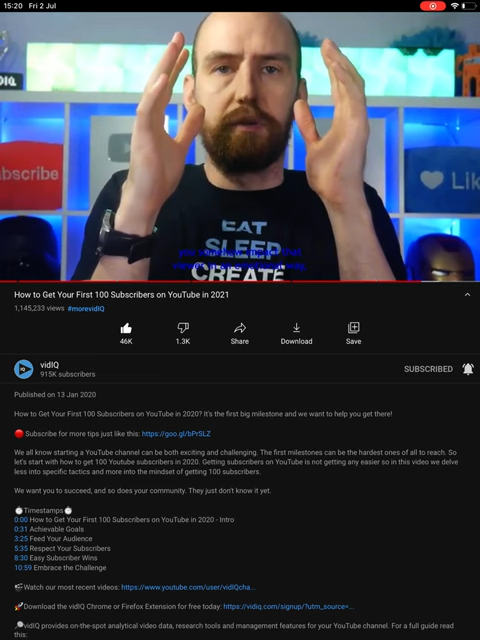 15:20 Fri 2 Jul
IQ
ubscribe
Lik
EAT
SLEEP
CREATE
How to Get Your First 100 Subscribers on YouTube in 2021
1,145,233 views #morevidIQ
46K
1.3K
Share
Download
Save
vidIQ
915K subscribers
SUBSCRIBED
Published on 13 Jan 2020
How to Get Your First 100 Subscribers on YouTube in 2020? It's the first big milestone and we want to help you get there!
🔴 Subscribe for more tips just like this: https://goo.gl/bPrSLZ
We all know starting a YouTube channel can be both exciting and challenging. The first milestones can be the hardest ones of all to reach. So
let's start with how to get 100 Youtube subscribers in 2020. Getting subscribers on YouTube is not getting any easier so in this video we delve
less into specific tactics and more into the mindset of getting 100 subscribers.
We want you to succeed, and so does your community. They just don't know it yet.
⏱Timestamps⏱
0:00 How to Get Your First 100 Subscribers on YouTube in 2020 - Intro
0:31 Achievable Goals
3:25 Feed Your Audience
5:35 Respect Your Subscribers
8:30 Easy Subscriber Wins
10:59 Embrace the Challenge
🎬Watch our most recent videos: https://www.youtube.com/user/vidIQcha...
🚀Download the vidIQ Chrome or Firefox Extension for free today: https://vidiq.com/signup/?utm_source=...
🔎vidIQ provides on-the-spot analytical video data, research tools and management features for your YouTube channel. For a full guide read
this: